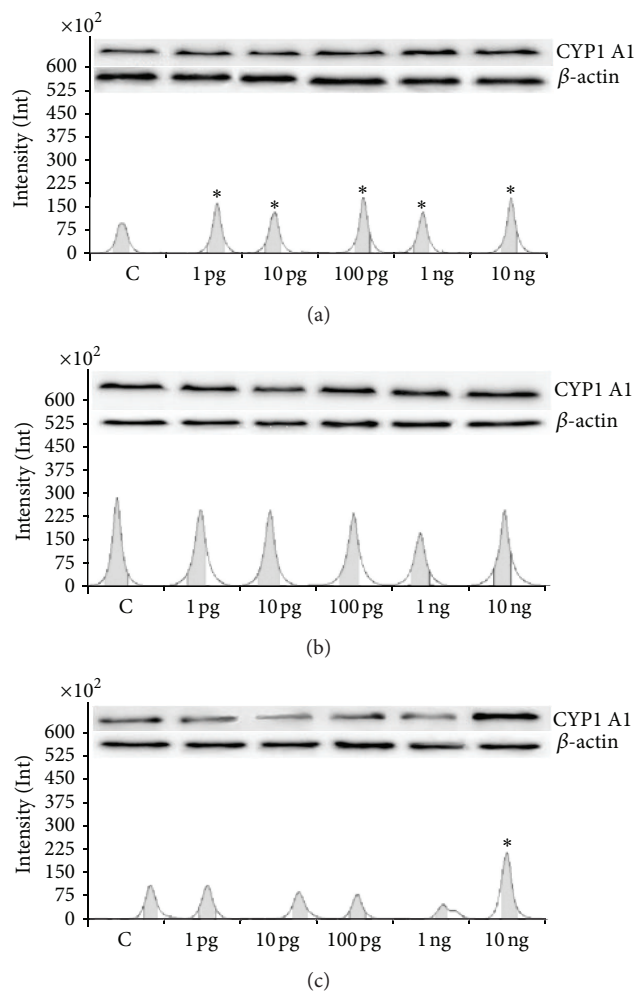 ×10²
CYP1 A1
β-actin
Intensity (Int)
600
525
450
375
300
225
150
75
0
* * * * *
C 1 pg 10 pg 100 pg 1 ng 10 ng
(a)
×10²
CYP1 A1
β-actin
Intensity (Int)
600
525
450
375
300
225
150
75
0
C 1 pg 10 pg 100 pg 1 ng 10 ng
(b)
×10²
CYP1 A1
β-actin
Intensity (Int)
600
525
450
375
300
225
150
75
0
*
C 1 pg 10 pg 100 pg 1 ng 10 ng
(c)